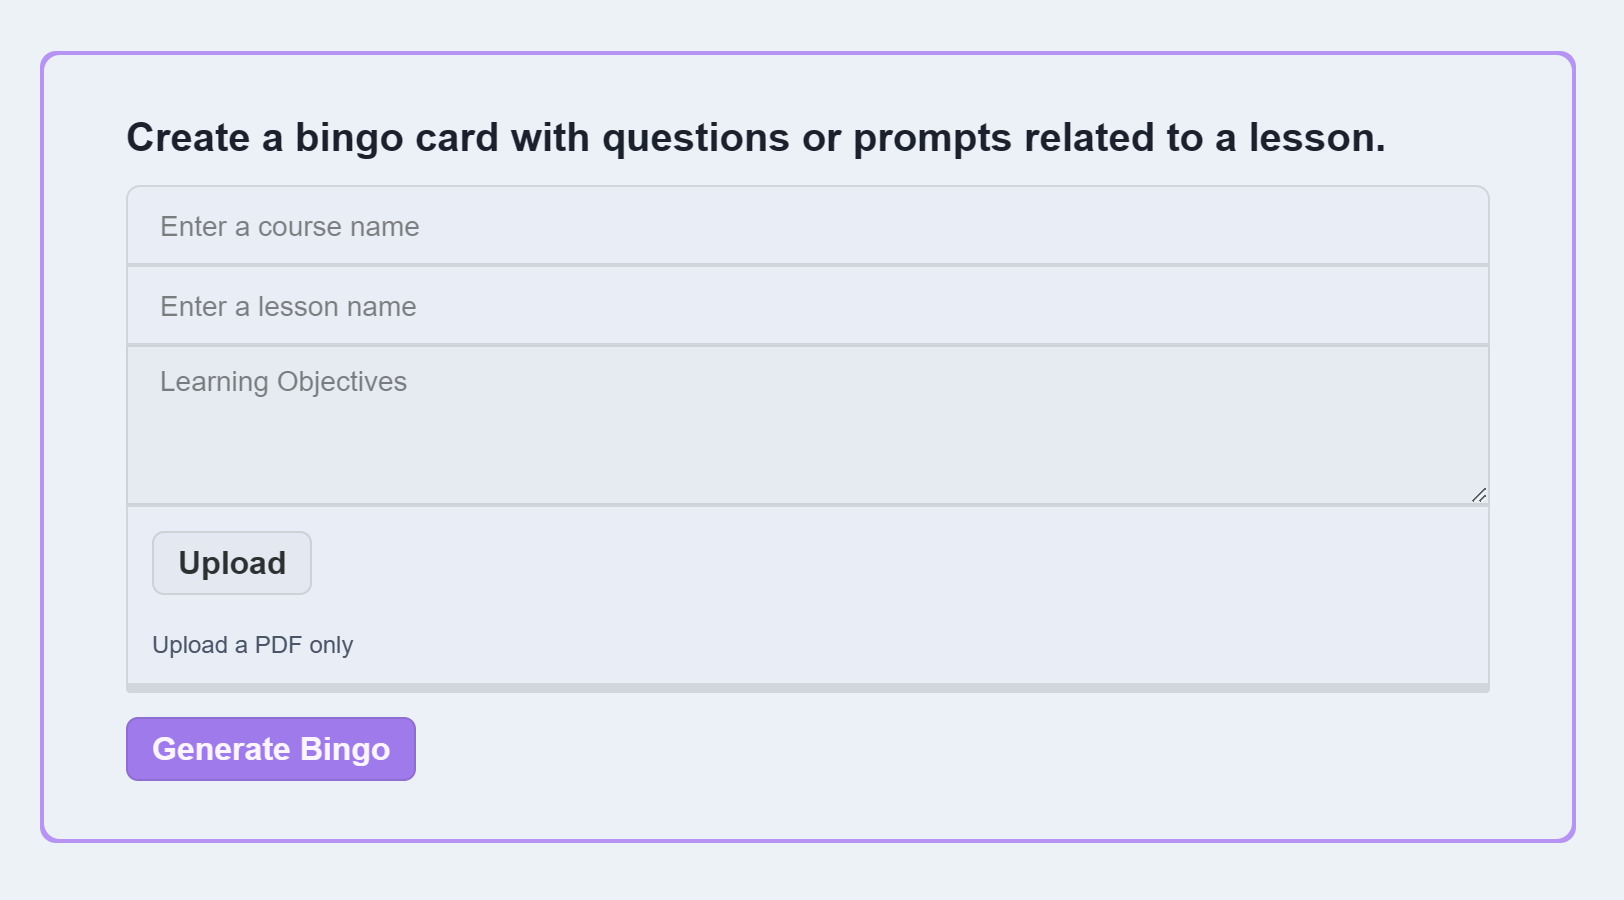 Create a bingo card with questions or prompts related to a lesson.
Enter a course name
Enter a lesson name
Learning Objectives
Upload
Upload a PDF only
Generate Bingo